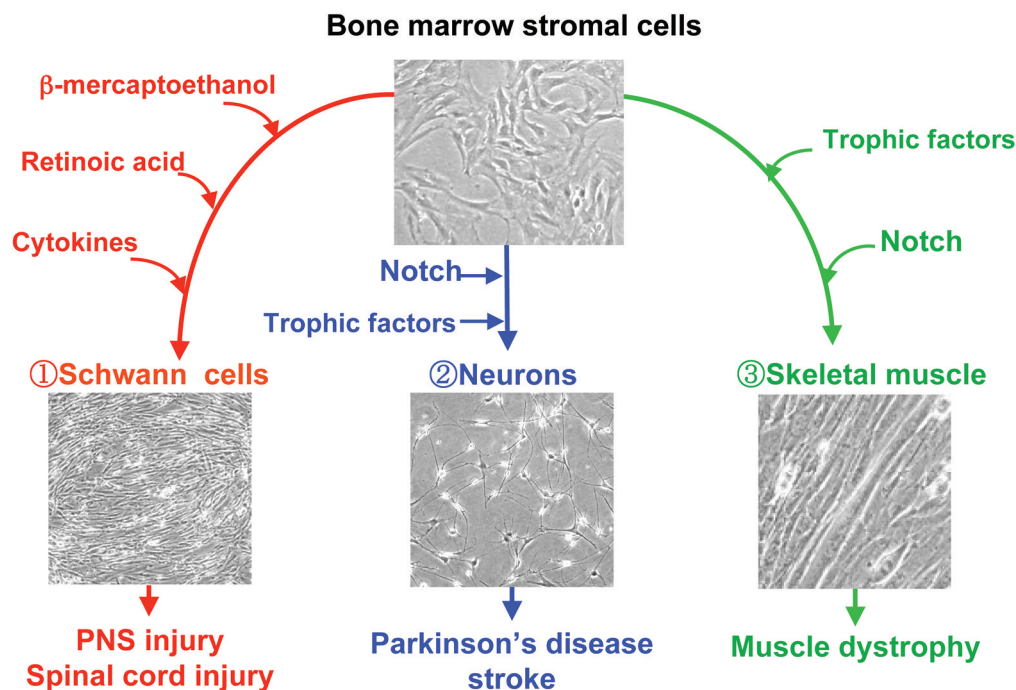 Bone marrow stromal cells
β-mercaptoethanol
Retinoic acid
Cytokines
Notch
Trophic factors
Trophic factors
Notch
①Schwann cells
②Neurons
③Skeletal muscle
PNS injury
Spinal cord injury
Parkinson’s disease
stroke
Muscle dystrophy